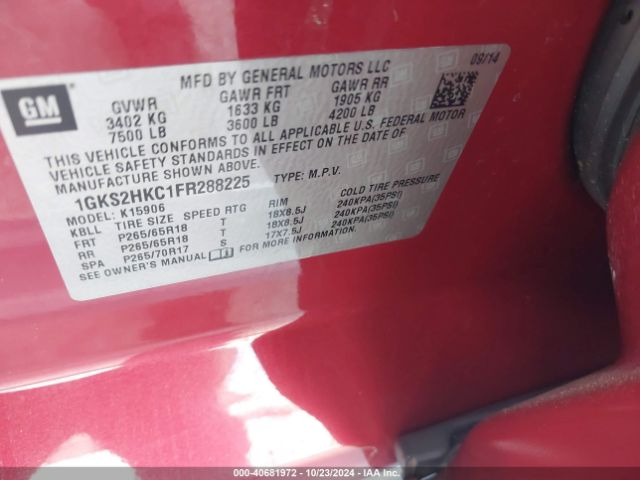 GM
MFD BY GENERAL MOTORS LLC
09/14
GVWR GAWR FRT GAWR RR
3402 KG 1633 KG 1905 KG
7500 LB 3600 LB 4200 LB
THIS VEHICLE CONFORMS TO ALL APPLICABLE U.S. FEDERAL MOTOR
VEHICLE SAFETY STANDARDS IN EFFECT ON THE DATE OF
MANUFACTURE SHOWN ABOVE.
1GKS2HKC1FR288225 TYPE: M.P.V.
MODEL: K15906
KBLL TIRE SIZE SPEED RTG RIM COLD TIRE PRESSURE
FRT P265/65R18 T 18X8.5J 240KPA(35PSI)
RR P265/65R18 T 18X8.5J 240KPA(35PSI)
SPA P265/70R17 S 17X7.5J 240KPA(35PSI)
SEE OWNER'S MANUAL FOR MORE INFORMATION.
000-40681972 | 10/23/2024 | IAA Inc.